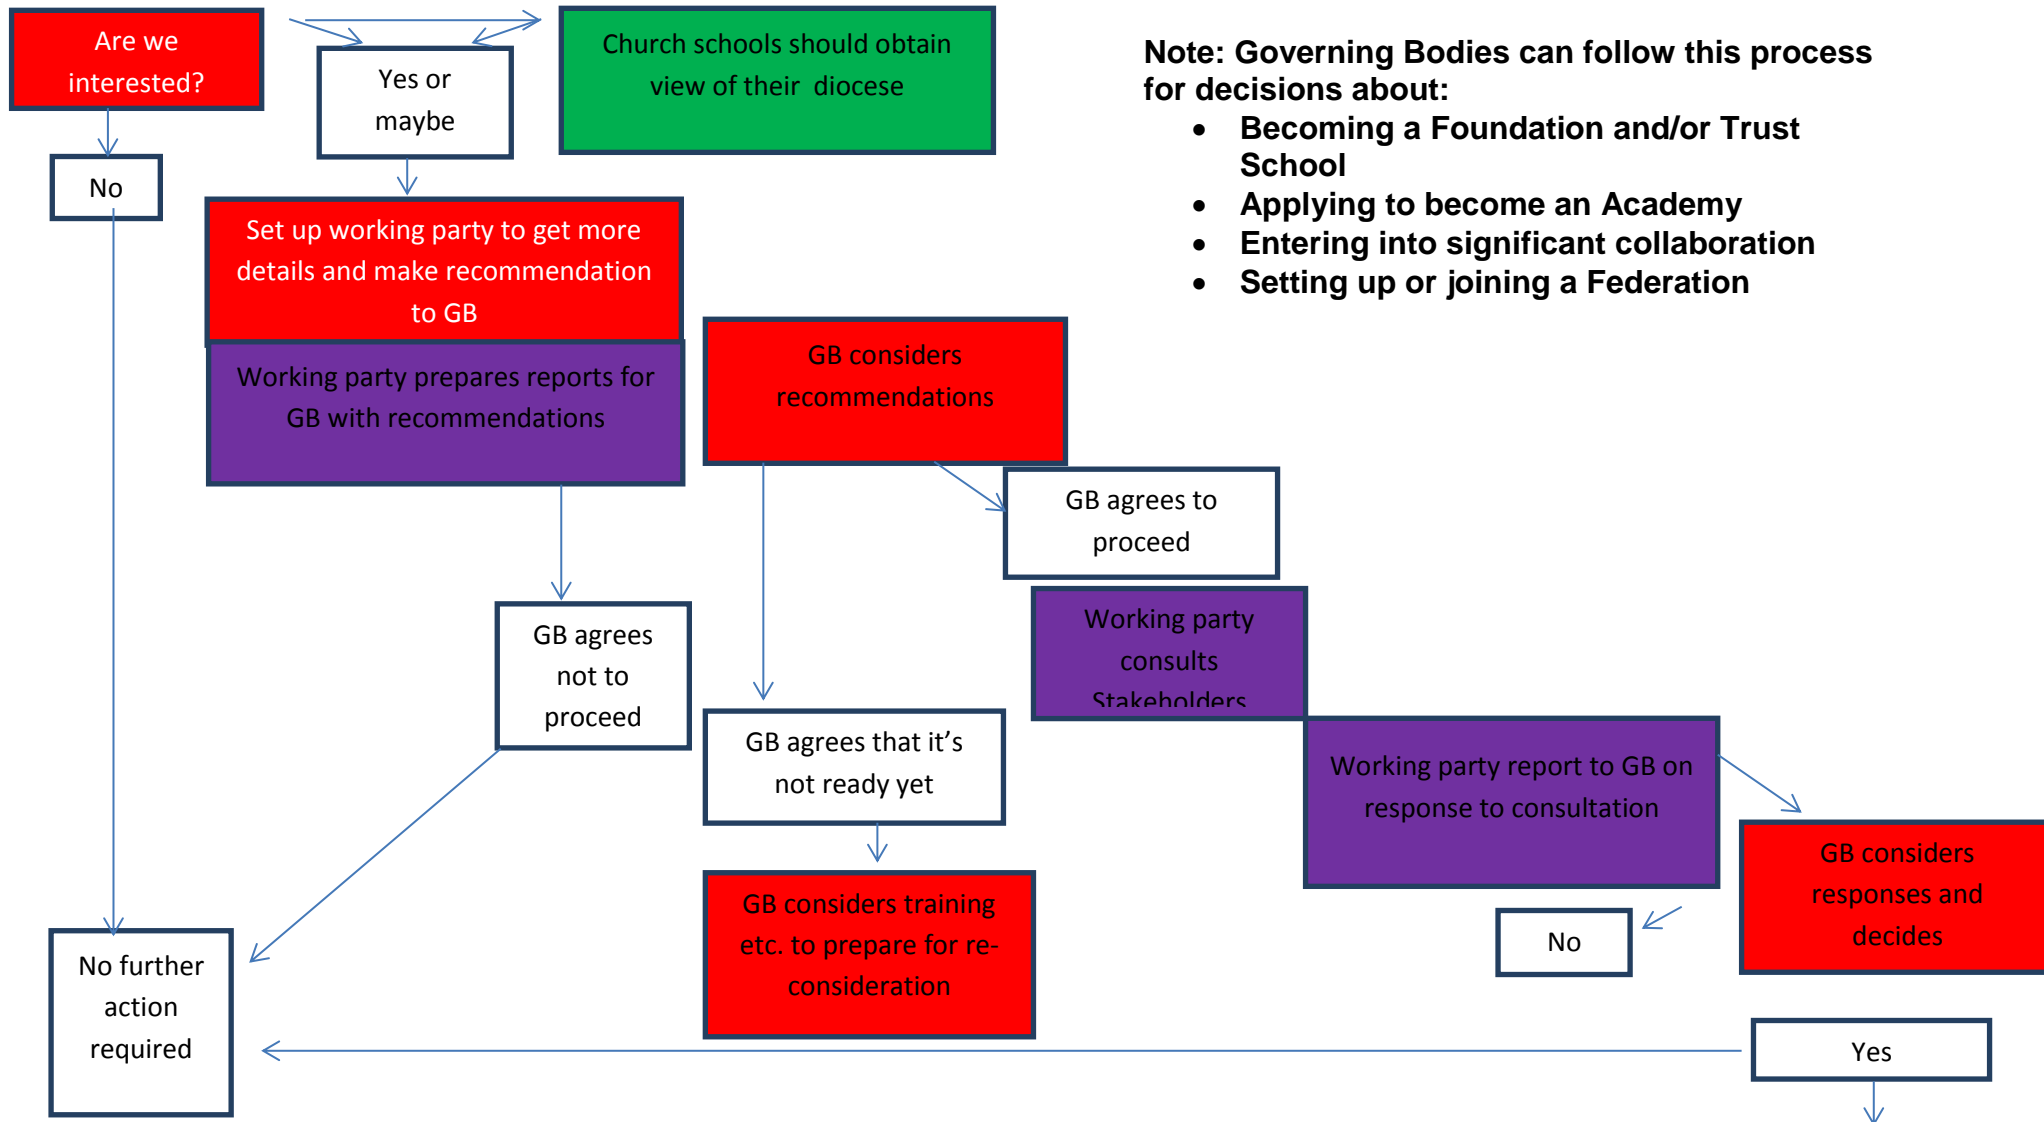 Are we
interested?
Yes or
maybe
Church schools should obtain
view of their  diocese
Note: Governing Bodies can follow this process
for decisions about:
• Becoming a Foundation and/or Trust
School
• Applying to become an Academy
• Entering into significant collaboration
• Setting up or joining a Federation
No
Set up working party to get more
details and make recommendation
to GB
Working party prepares reports for
GB with recommendations
GB considers
recommendations
GB agrees to
proceed
GB agrees
not to
proceed
Working party
consults
Stakeholders
GB agrees that it’s
not ready yet
Working party report to GB on
response to consultation
GB considers
responses and
decides
GB considers training
etc. to prepare for re-
consideration
No
No further
action
required
Yes